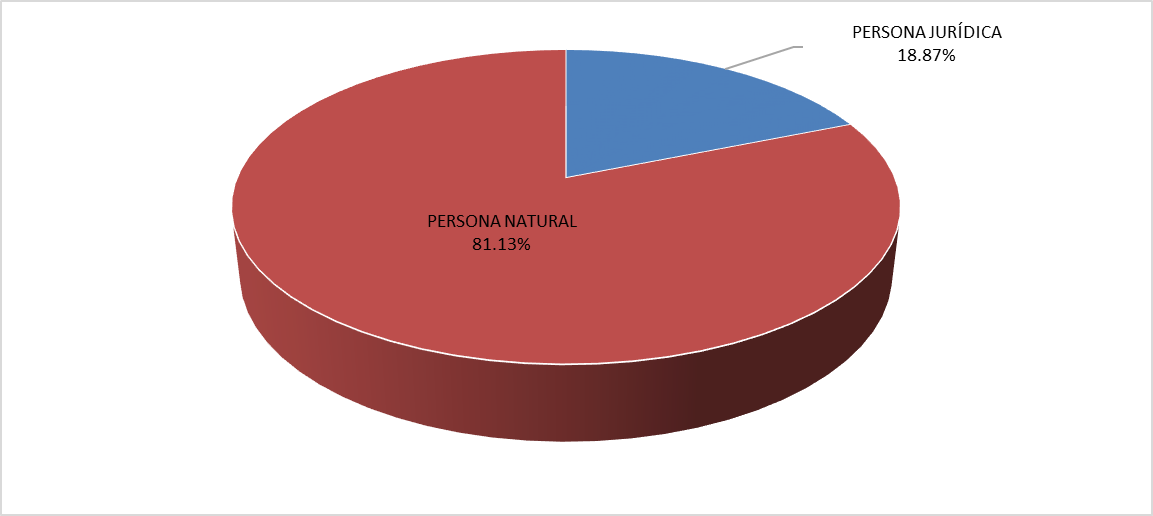 PERSONA JURÍDICA
18.87%
PERSONA NATURAL
81.13%